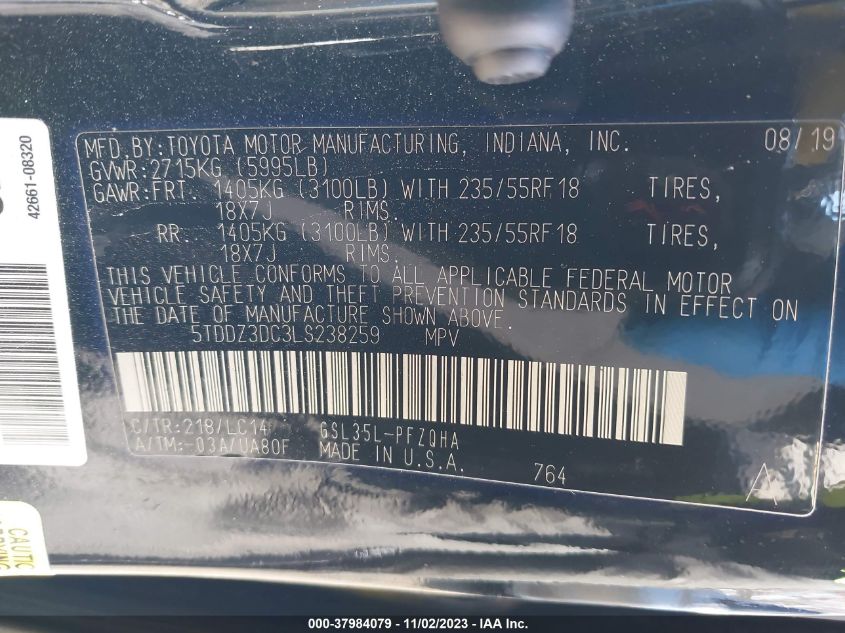 42661-08320
MFD. BY: TOYOTA MOTOR MANUFACTURING, INDIANA, INC. 08/19
GVWR: 2715KG (5995LB)
GAWR: FRT. 1405KG (3100LB) WITH 235/55RF18 TIRES,
18X7J RIMS.
RR. 1405KG (3100LB) WITH 235/55RF18 TIRES,
18X7J RIMS.
THIS VEHICLE CONFORMS TO ALL APPLICABLE FEDERAL MOTOR
VEHICLE SAFETY AND THEFT PREVENTION STANDARDS IN EFFECT ON
THE DATE OF MANUFACTURE SHOWN ABOVE.
5TDDZ3DC3LS238259 MPV
C/TR: 218/LC14 GSL35L-PFZQHA
A/TM: -03A/UA80F MADE IN U.S.A.
764
A
000-37984079 — 11/02/2023 — IAA Inc.